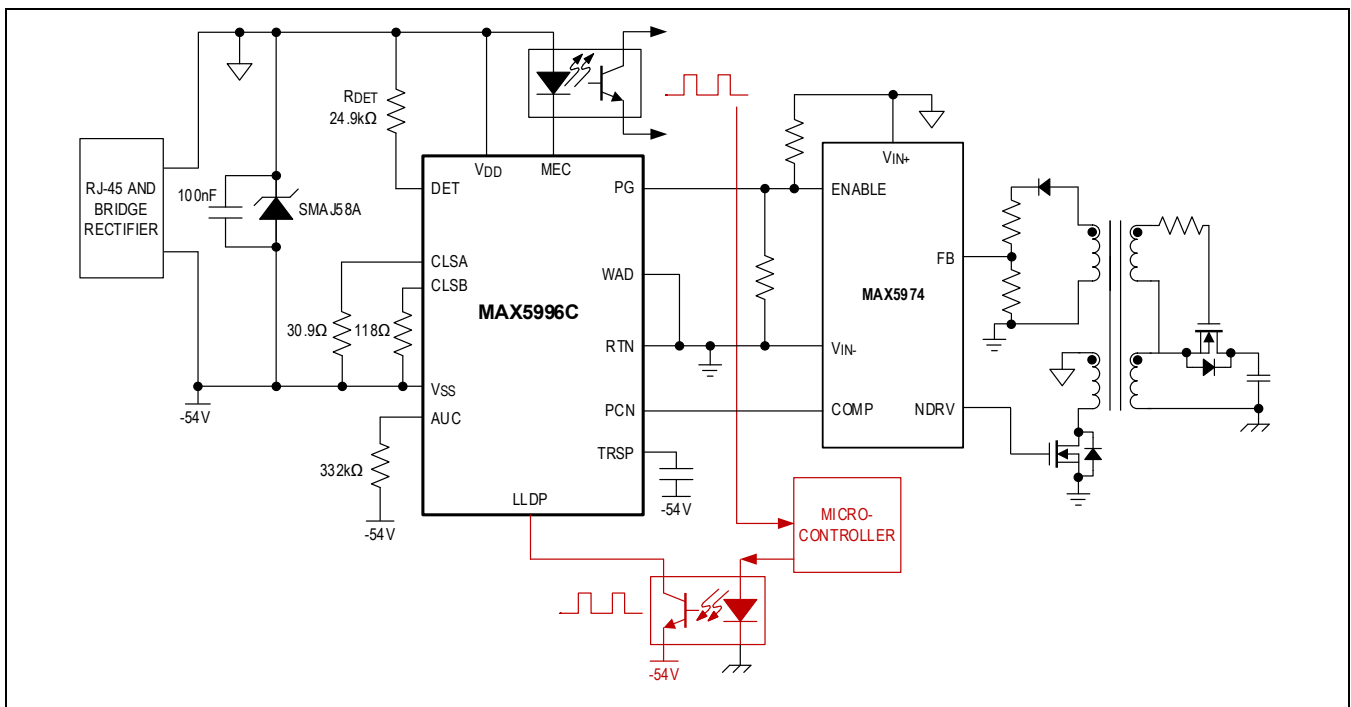 RDET
24.9kΩ
RJ-45 AND
BRIDGE
RECTIFIER
100nF
SMAJ58A
30.9Ω
118Ω
-54V
332kΩ
-54V
VDD
MEC
DET
CLSA
CLSB
VSS
AUC
LLDP
MAX5996C
PG
WAD
RTN
PCN
TRSP
-54V
VIN+
ENABLE
FB
MAX5974
VIN-
COMP
NDRV
MICRO-
CONTROLLER
-54V